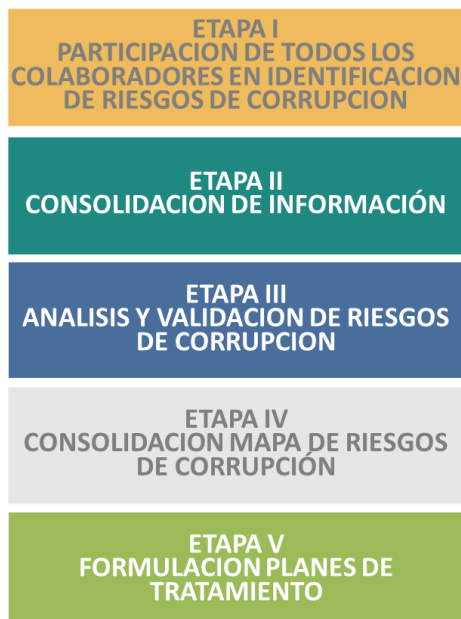 ETAPA I
PARTICIPACION DE TODOS LOS
COLABORADORES EN IDENTIFICACION
DE RIESGOS DE CORRUPCION
ETAPA II
CONSOLIDACION DE INFORMACIÓN
ETAPA III
ANALISIS Y VALIDACION DE RIESGOS
DE CORRUPCION
ETAPA IV
CONSOLIDACION MAPA DE RIESGOS
DE CORRUPCIÓN
ETAPA V
FORMULACION PLANES DE
TRATAMIENTO